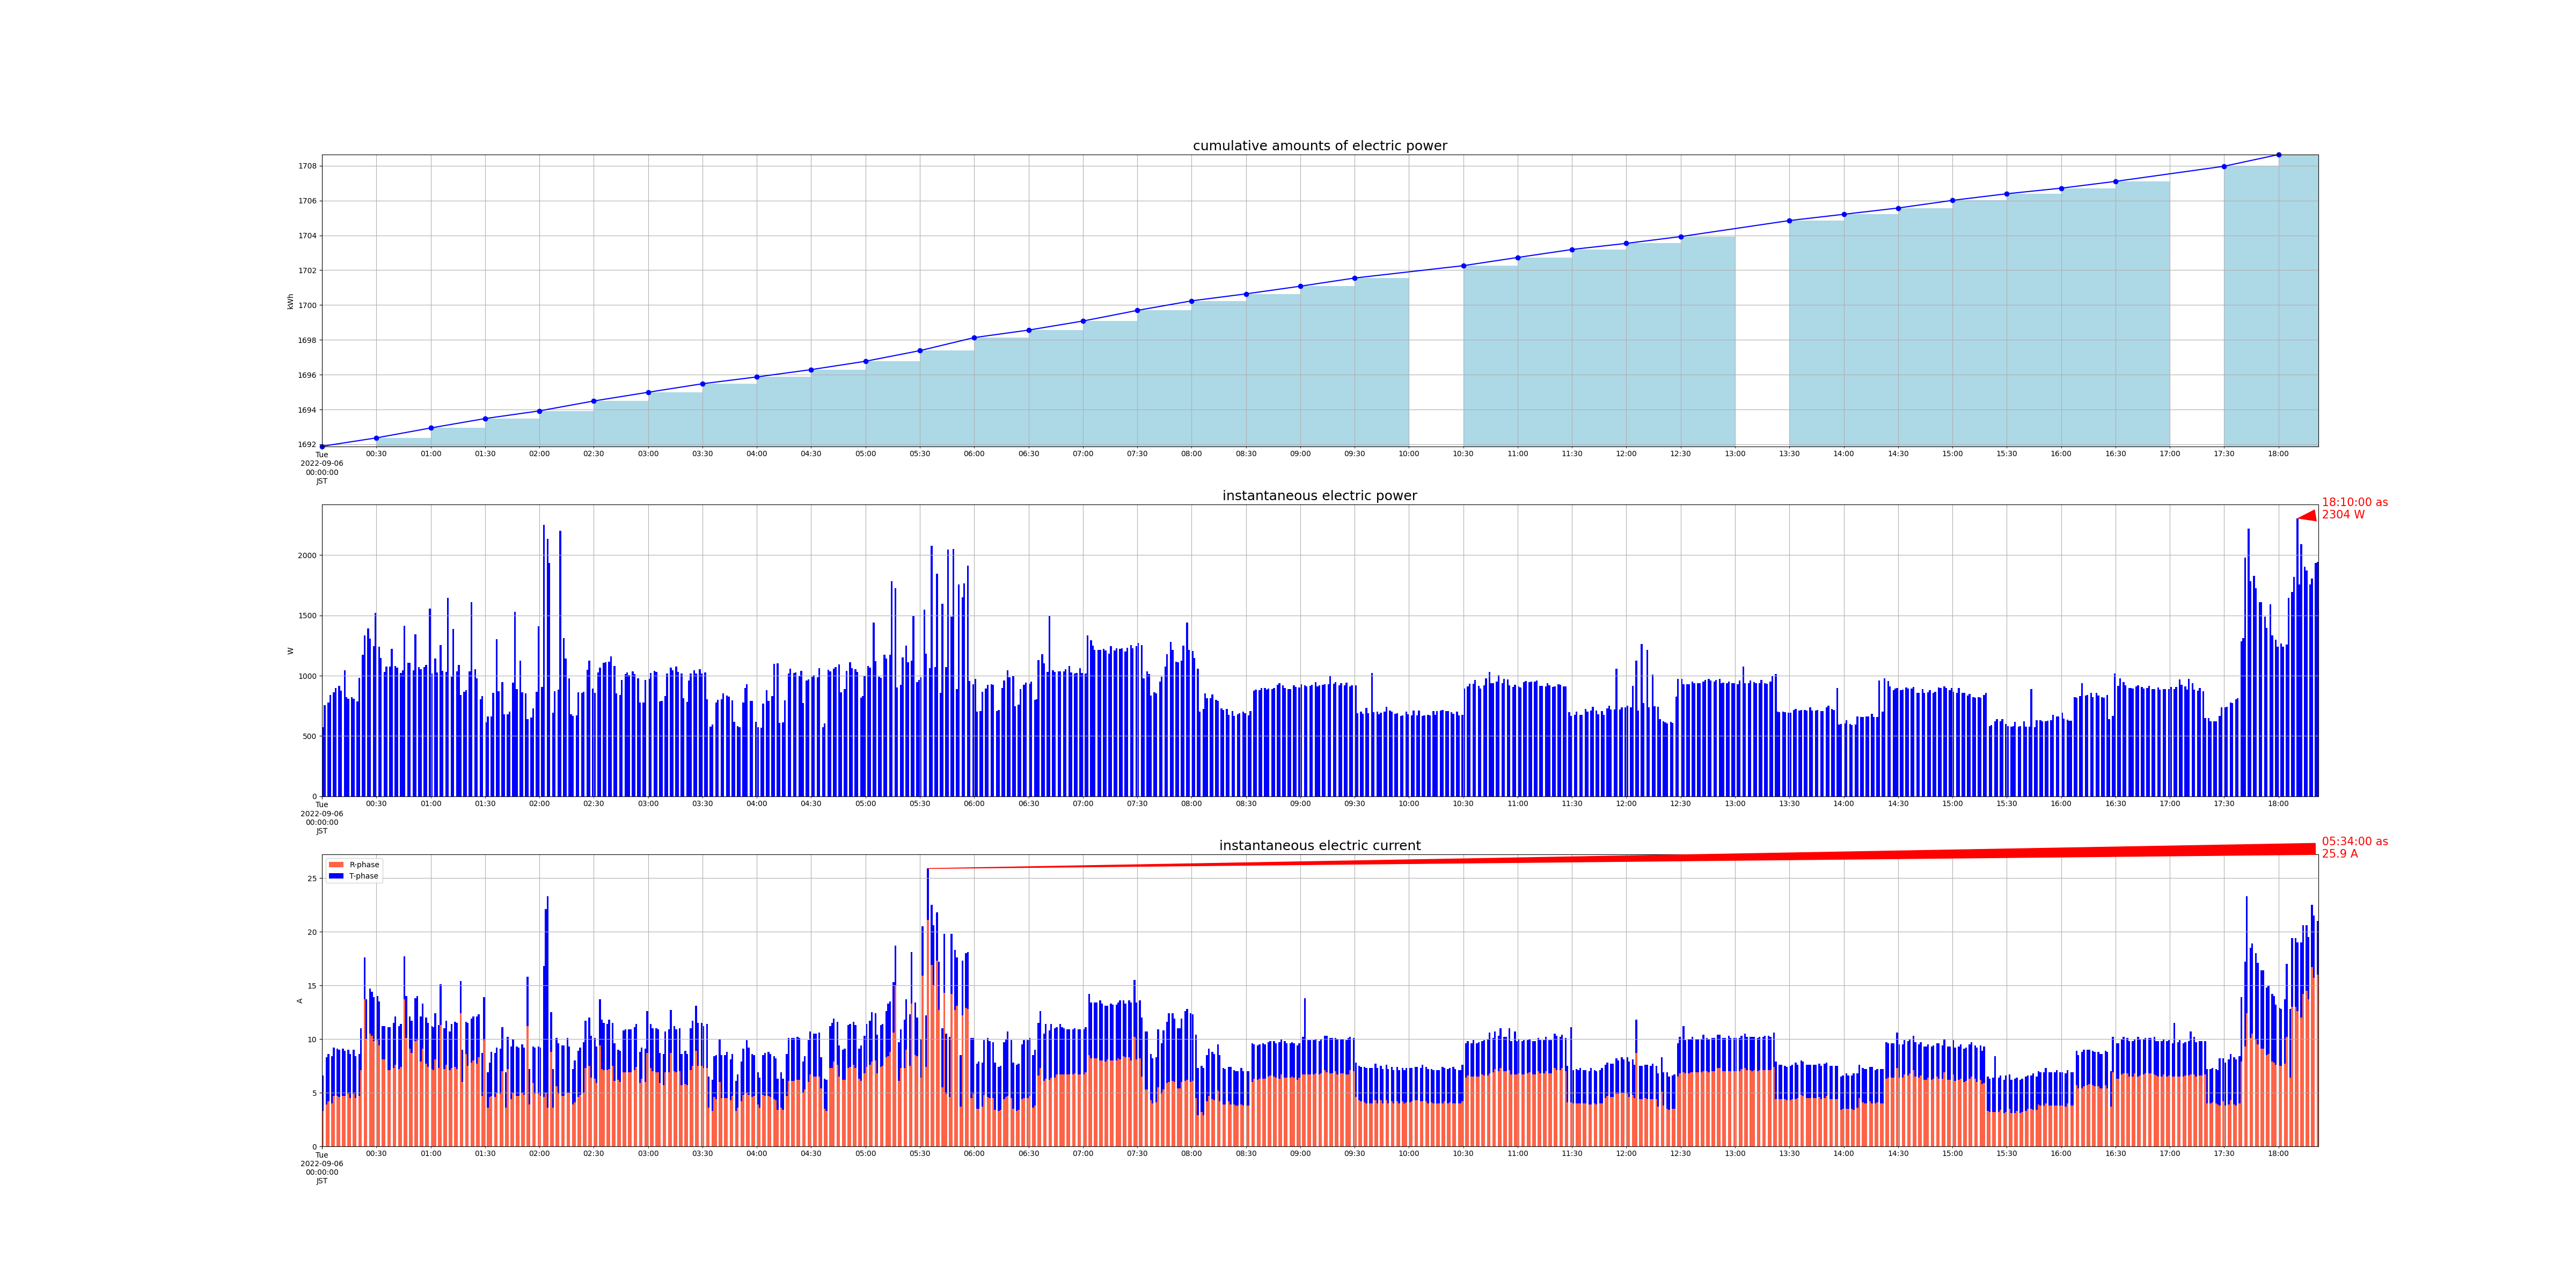 cumulative amounts of electric power
1708
1706
1704
1702
1700
1698
1696
1694
1692
kWh
00:30 01:00 01:30 02:00 02:30 03:00 03:30 04:00 04:30 05:00 05:30 06:00 06:30 07:00 07:30 08:00 08:30 09:00 09:30 10:00 10:30 11:00 11:30 12:00 12:30 13:00 13:30 14:00 14:30 15:00 15:30 16:00 16:30 17:00 17:30 18:00
Tue
2022-09-06
00:00:00
JST
instantaneous electric power
18:10:00 as
2304 W
2000
1500
1000
500
0
W
00:30 01:00 01:30 02:00 02:30 03:00 03:30 04:00 04:30 05:00 05:30 06:00 06:30 07:00 07:30 08:00 08:30 09:00 09:30 10:00 10:30 11:00 11:30 12:00 12:30 13:00 13:30 14:00 14:30 15:00 15:30 16:00 16:30 17:00 17:30 18:00
Tue
2022-09-06
00:00:00
JST
instantaneous electric current
05:34:00 as
25.9 A
R-phase
T-phase
25
20
15
10
5
0
A
00:30 01:00 01:30 02:00 02:30 03:00 03:30 04:00 04:30 05:00 05:30 06:00 06:30 07:00 07:30 08:00 08:30 09:00 09:30 10:00 10:30 11:00 11:30 12:00 12:30 13:00 13:30 14:00 14:30 15:00 15:30 16:00 16:30 17:00 17:30 18:00
Tue
2022-09-06
00:00:00
JST